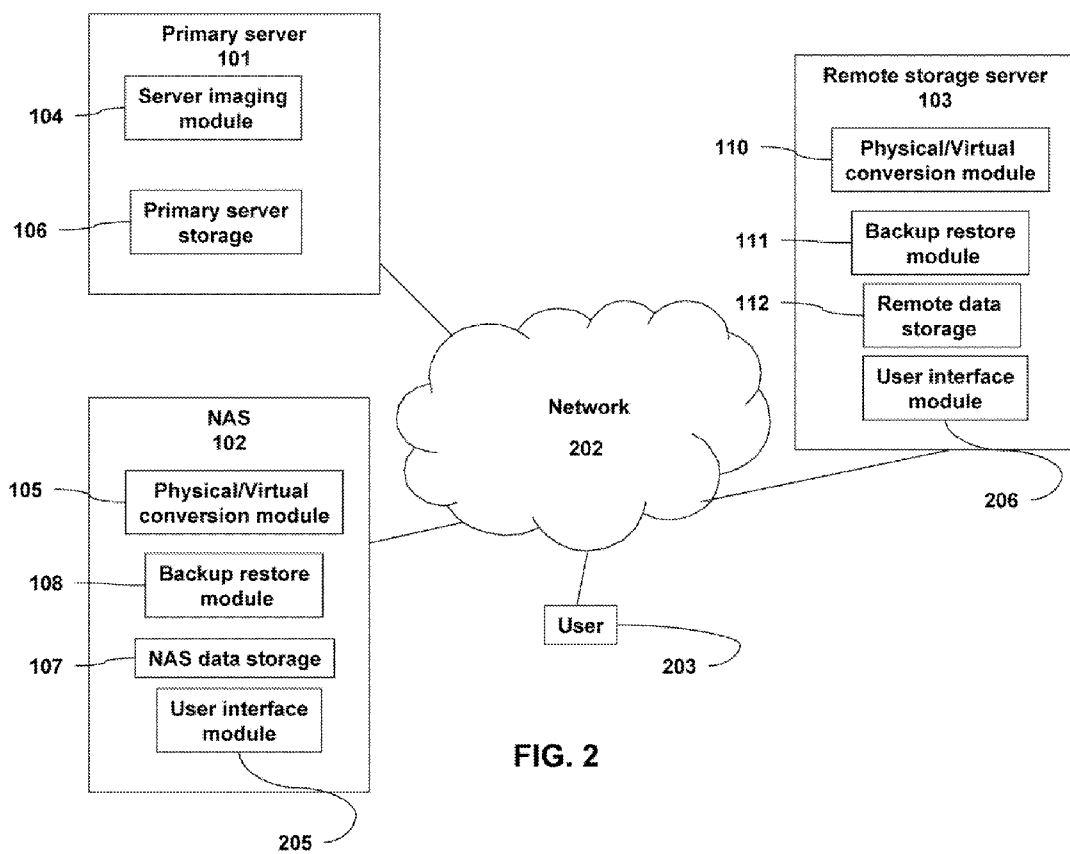 Primary server
101
104
Server imaging
module
106
Primary server
storage
Remote storage server
103
110
Physical/Virtual
conversion module
111
Backup restore
module
112
Remote data
storage
User interface
module
206
Network
202
NAS
102
105
Physical/Virtual
conversion module
108
Backup restore
module
107
NAS data storage
User interface
module
205
User
203
FIG. 2